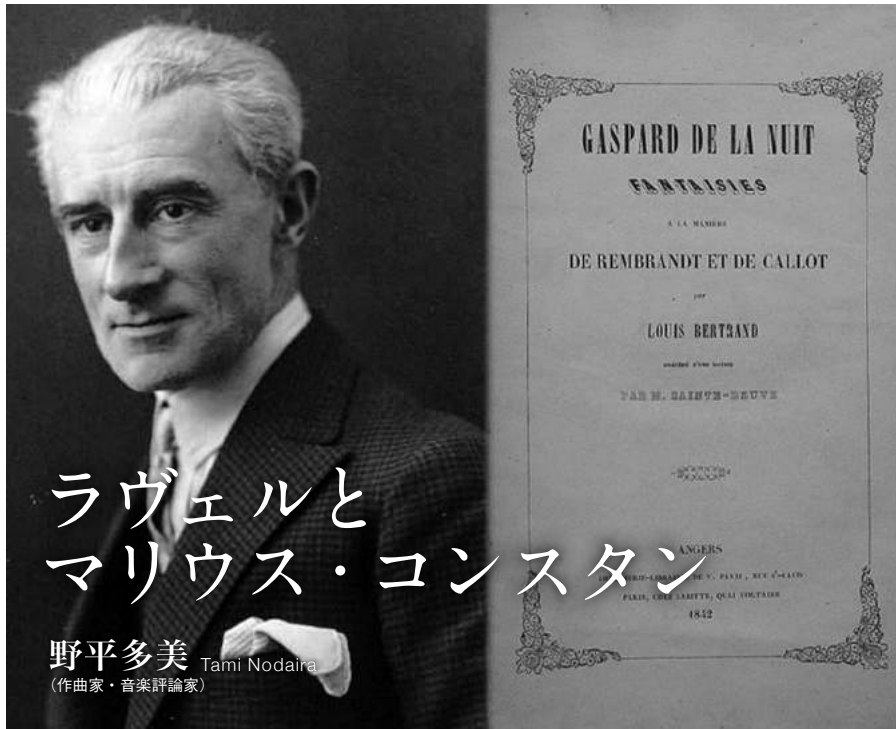 GASPARD DE LA NUIT
FANTAISIES
A LA MANIÈRE
DE REMBRANDT ET DE CALLOT
par
LOUIS BERTRAND
PAR M. SAINTE-BEUVE
ラヴェルと
マリウス・コンスタン
ANGERS
PARIS, CHEZ LABITTE, QUAI VOLTAIRE
1842
野平多美 Tami Nodaira
（作曲家・音楽評論家）